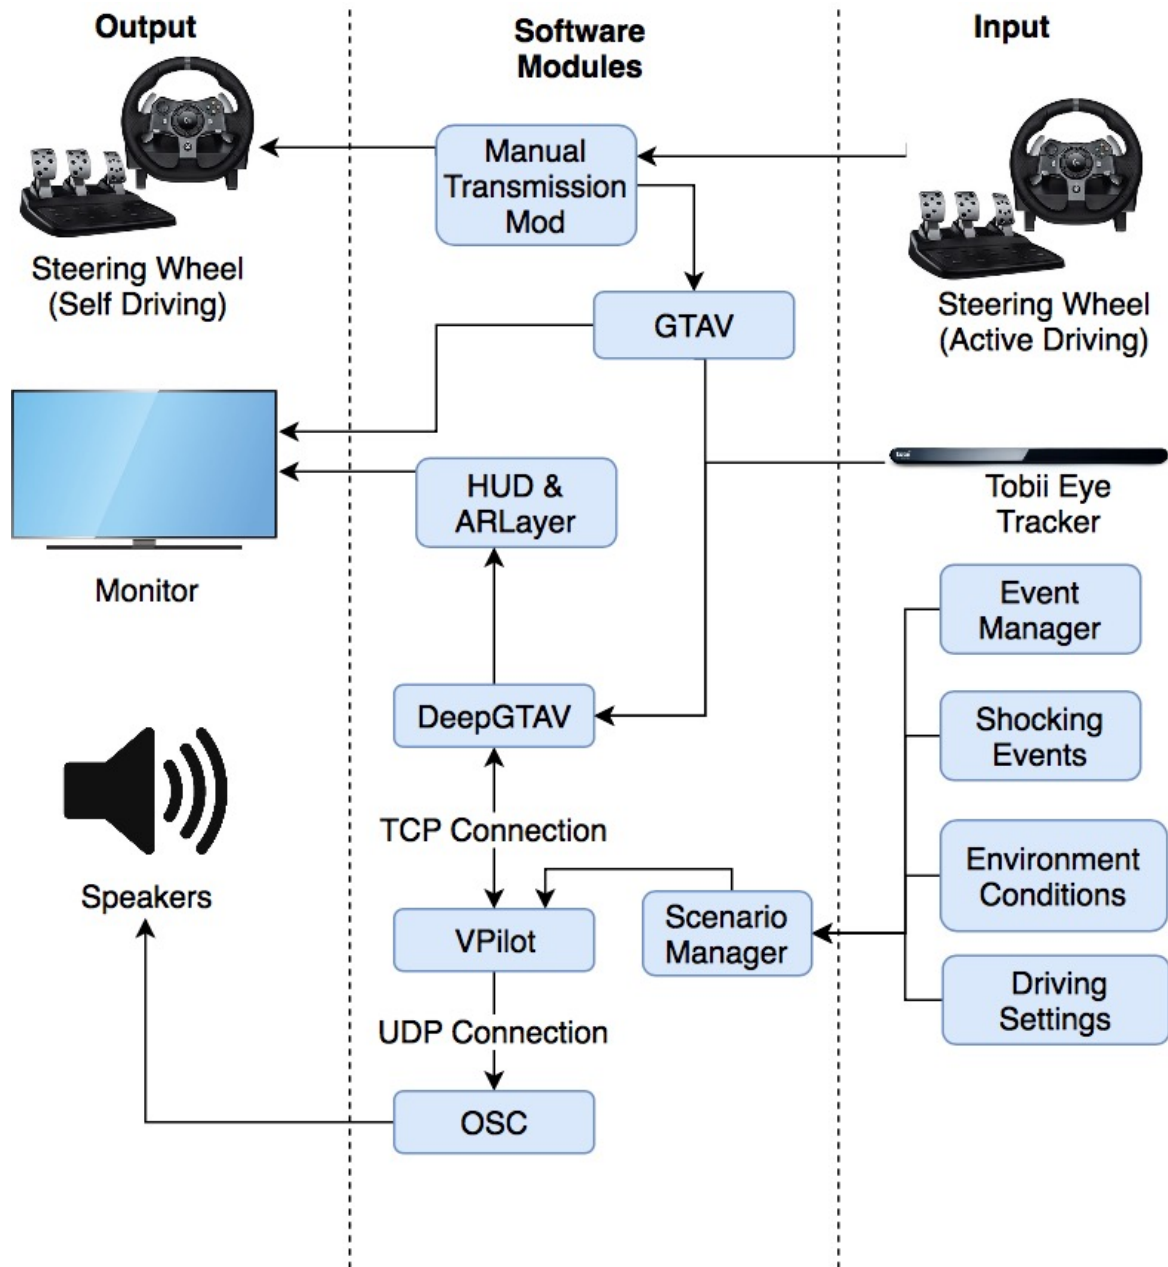 Output
Software
Modules
Input
Manual
Transmission
Mod
Steering Wheel
(Self Driving)
Steering Wheel
(Active Driving)
GTAV
tobii
HUD &
ARLayer
Tobii Eye
Tracker
Monitor
Event
Manager
DeepGTAV
Shocking
Events
TCP Connection
Environment
Conditions
Speakers
VPilot
Scenario
Manager
Driving
Settings
UDP Connection
OSC